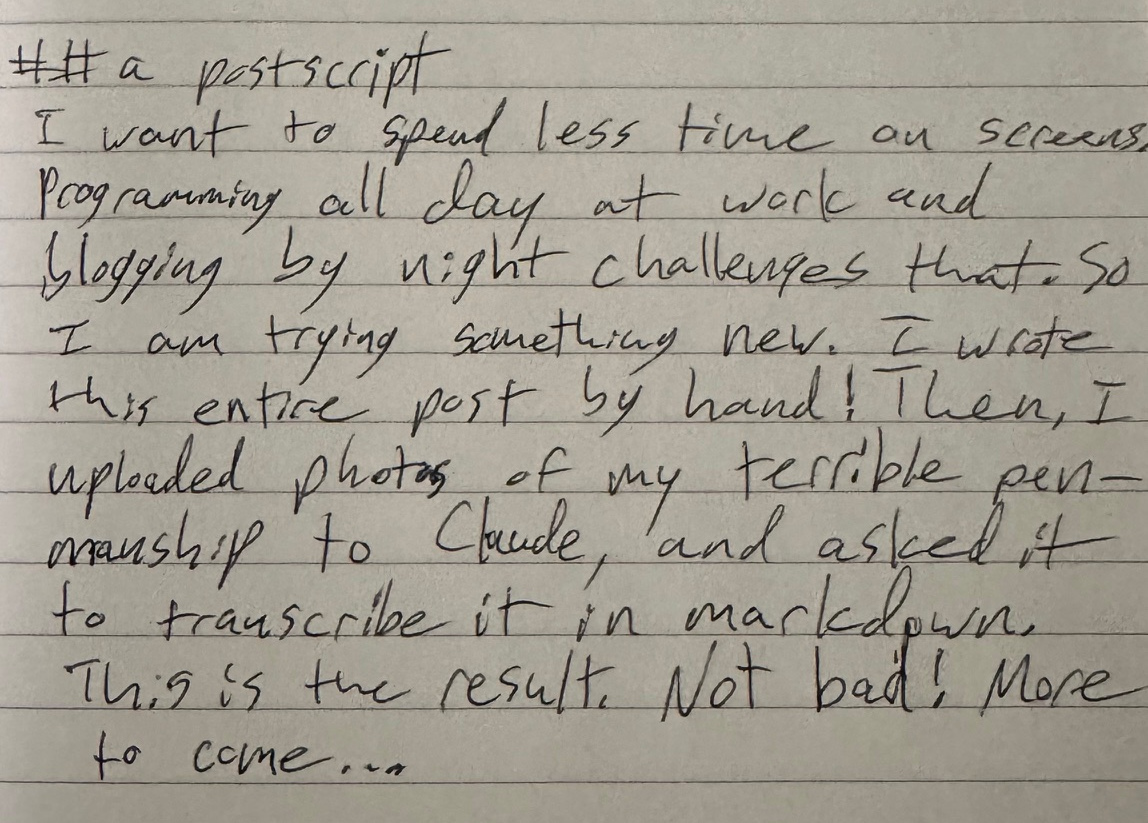 ## a postscript
I want to spend less time on screens.
Programming all day at work and
blogging by night challenges that. So
I am trying something new. I wrote
this entire post by hand! Then, I
uploaded photos of my terrible pen-
manship to Claude, and asked it
to transcribe it in markdown.
This is the result. Not bad! More
to come...